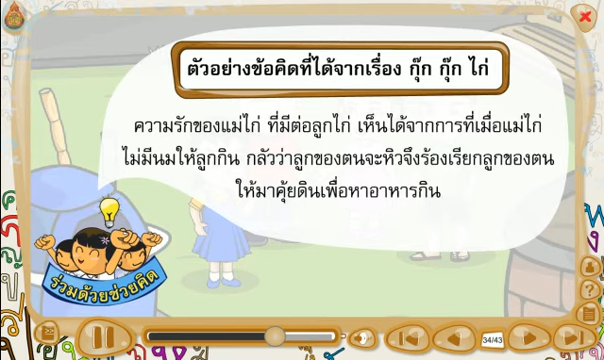 ตัวอย่างข้อคิดที่ได้จากเรื่อง กุ๊ก กุ๊ก ไก่
ความรักของแม่ไก่ ที่มีต่อลูกไก่ เห็นได้จากการที่เมื่อแม่ไก่
ไม่มีนมให้ลูกกิน กลัวว่าลูกของตนจะหิวจึงร้องเรียกลูกของตน
ให้มาคุ้ยดินเพื่อหาอาหารกิน
ร่วมด้วยช่วยคิด
34/43